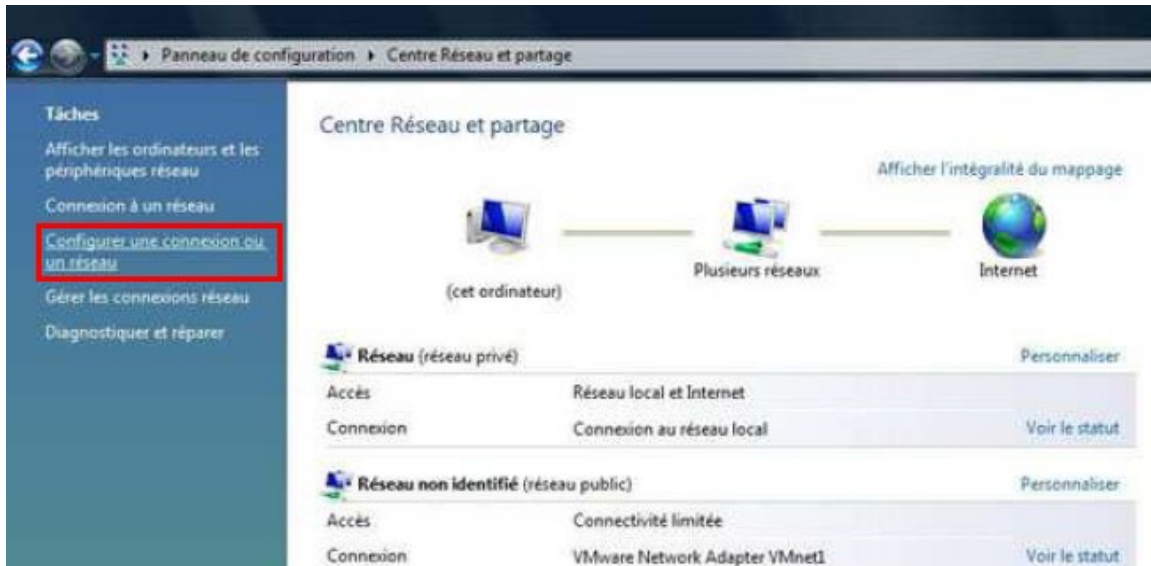 Panneau de configuration ▸ Centre Réseau et partage
Tâches
Afficher les ordinateurs et les
périphériques réseau
Connexion à un réseau
Configurer une connexion ou
un réseau
Gérer les connexions réseau
Diagnostiquer et réparer
Centre Réseau et partage
Afficher l'intégralité du mappage
(cet ordinateur)
Plusieurs réseaux
Internet
Réseau (réseau privé)
Personnaliser
Accès
Réseau local et Internet
Connexion
Connexion au réseau local
Voir le statut
Réseau non identifié (réseau public)
Personnaliser
Accès
Connectivité limitée
Connexion
VMware Network Adapter VMnet1
Voir le statut